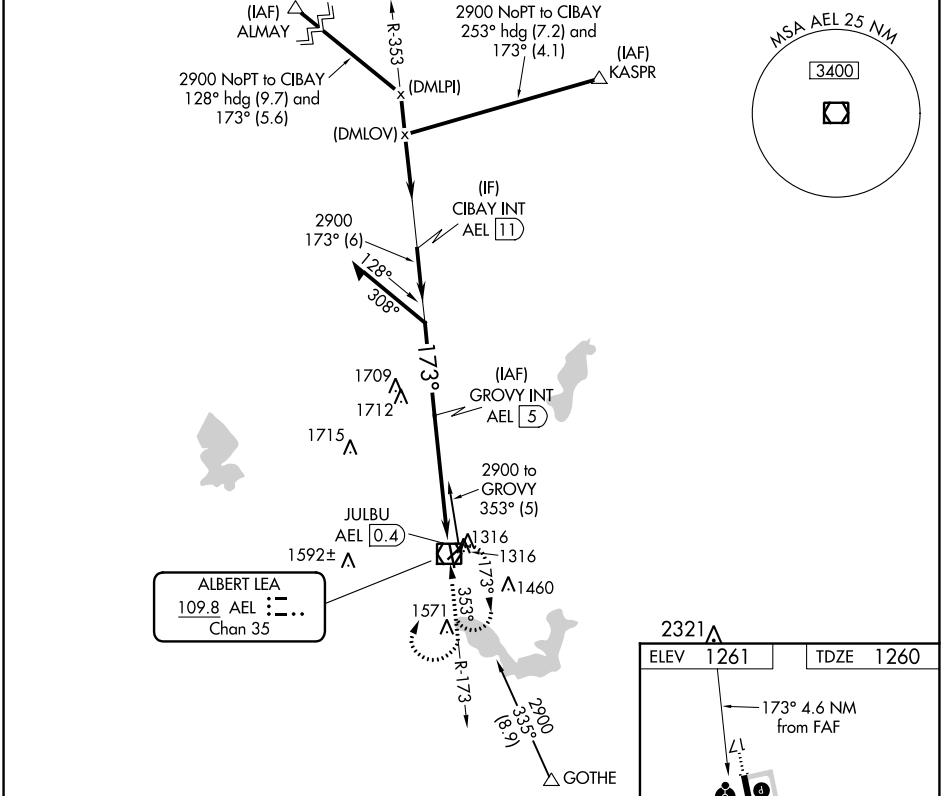 (IAF)
ALMAY
R-353
2900 NoPT to CIBAY
253° hdg (7.2) and
173° (4.1)
(IAF)
KASPR
MSA AEL 25 NM
3400
2900 NoPT to CIBAY
128° hdg (9.7) and
173° (5.6)
(DMLPI)
(DMLOV)
(IF)
CIBAY INT
AEL 11
2900
173° (6)
128°
308°
173°
(IAF)
GROVY INT
AEL 5
1709
1712
1715
2900 to
GROVY
353° (5)
JULBU
AEL 0.4
1316
1316
1592±
173°
1460
ALBERT LEA
109.8 AEL
Chan 35
353°
1571
R-173
2900
335°
(8.9)
GOTHE
2321
ELEV 1261
TDZE 1260
173° 4.6 NM
from FAF
17
P